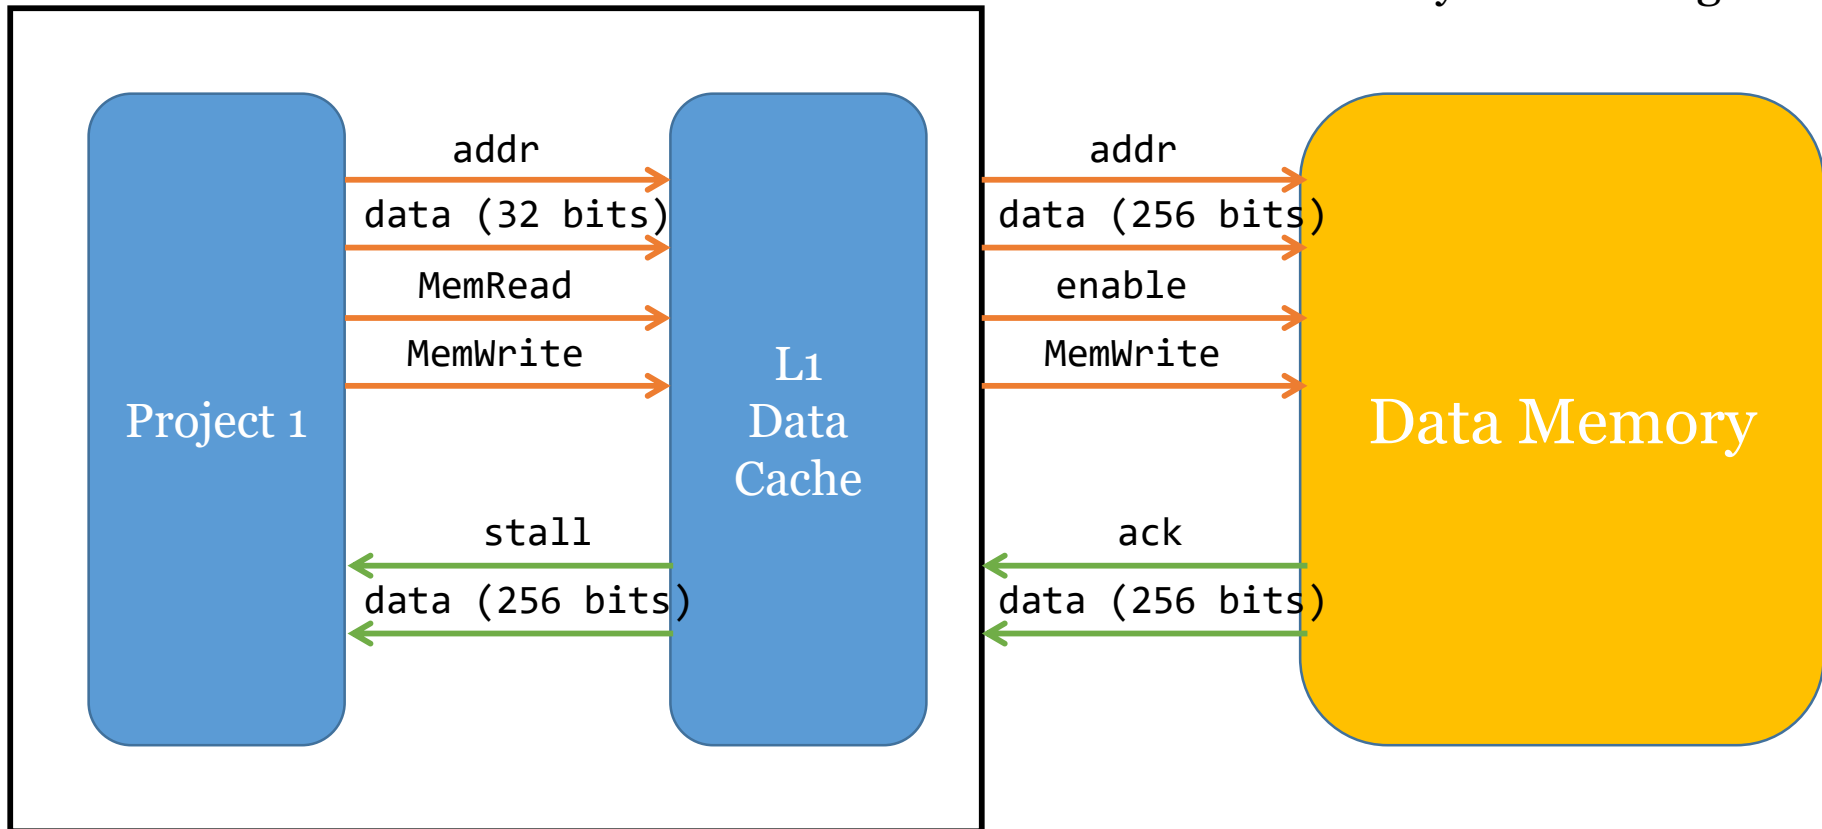 Project 1
addr
data (32 bits)
MemRead
MemWrite
stall
data (256 bits)
L1
Data
Cache
addr
data (256 bits)
enable
MemWrite
ack
data (256 bits)
Data Memory